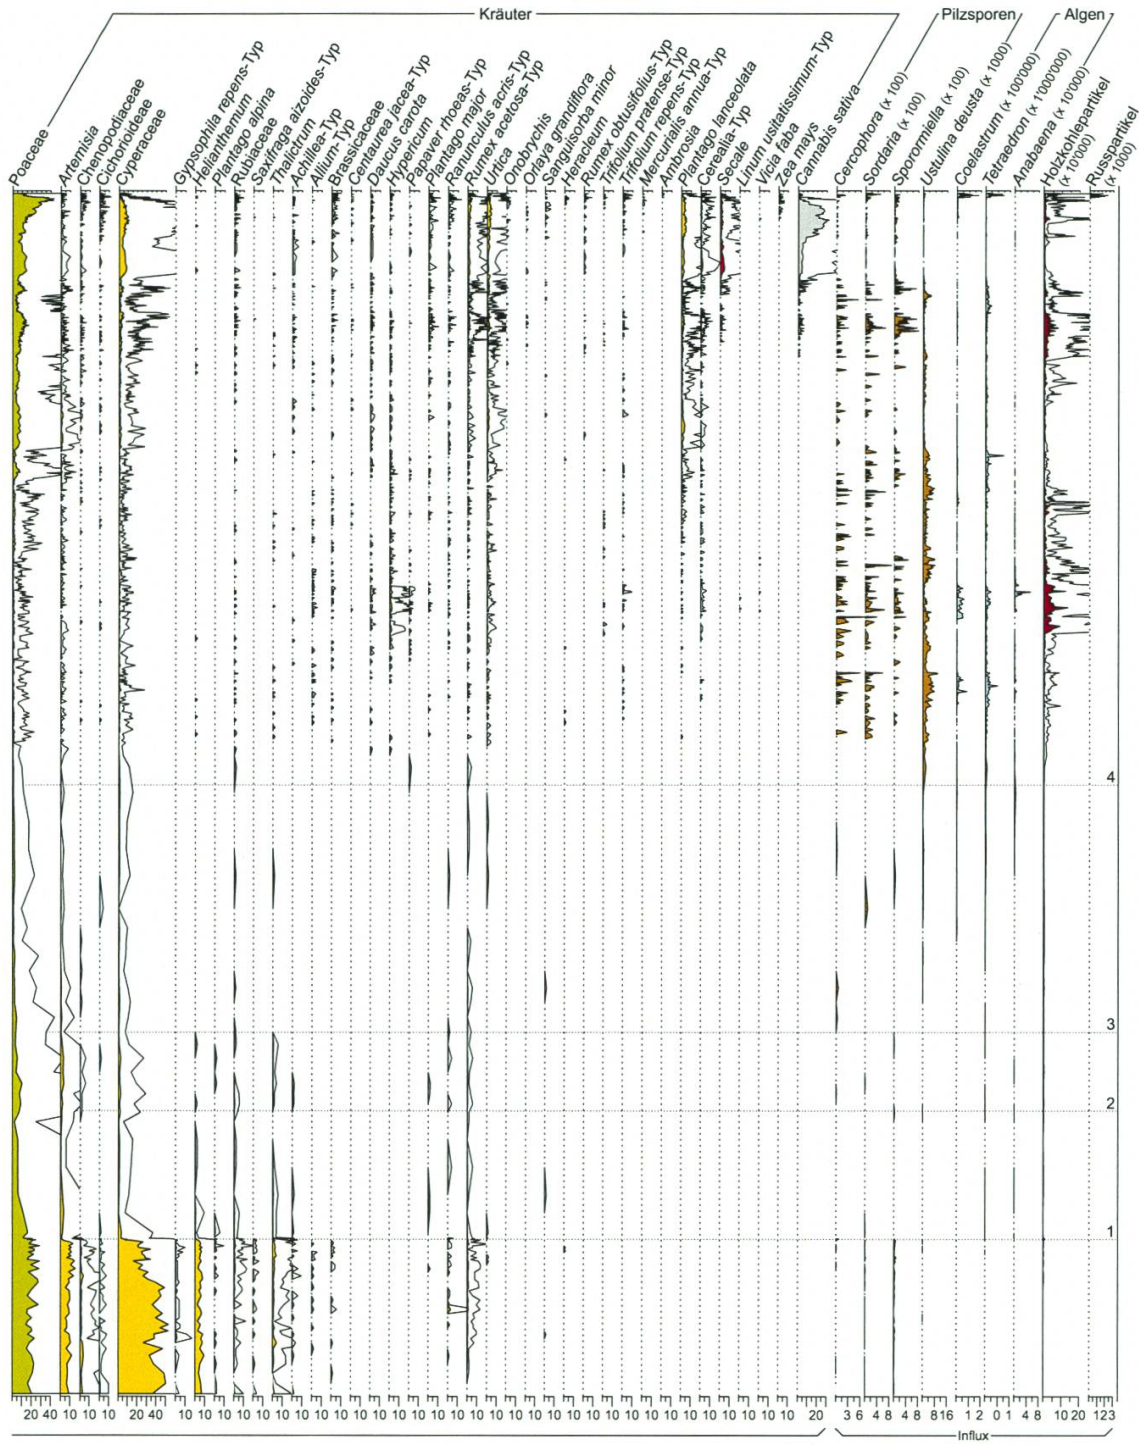 Kräuter
Pilzsporen
Algen
Poaceae
Artemisia
Chenopodiaceae
Cichorioideae
Cyperaceae
Gypsophila repens-Typ
Helianthemum
Plantago alpina
Rubiaceae
Saxifraga aizoides-Typ
Thalictrum
Achillea-Typ
Allium-Typ
Brassicaceae
Centaurea jacea-Typ
Daucus carota
Hypericum
Papaver rhoeas-Typ
Plantago major
Ranunculus acris-Typ
Rumex acetosa-Typ
Urtica
Onobrychis
Orlaya grandiflora
Sanguisorba minor
Heracleum
Rumex obtusifolius-Typ
Trifolium pratense-Typ
Trifolium repens-Typ
Mercurialis annua-Typ
Ambrosia
Plantago lanceolata
Cerealia-Typ
Secale
Linum usitatissimum-Typ
Vicia faba
Zea mays
Cannabis sativa-
Cercophora (x 100)
Sordaria (x 100)
Sporormiella (x 100)
Ustulina deusta (x 1000)
Coelastrum (x 100'000)
Tetraedron (x 1'000'000)
Anabaena (x 10'000)
Holzkohlepartikel
(x 10'000)
Russpartikel
(x 1000)
4
3
2
1
20 40 10 10 10 20 40 10 10 10 10 10 10 10 10 10 10 10 10 10 10 10 10 10 10 10 10 10 10 10 10 10 10 10 10 10 10 10 10 20 3 6 4 8 4 8 8 16 1 2 0 1 4 8 10 20 1 2 3
Influx